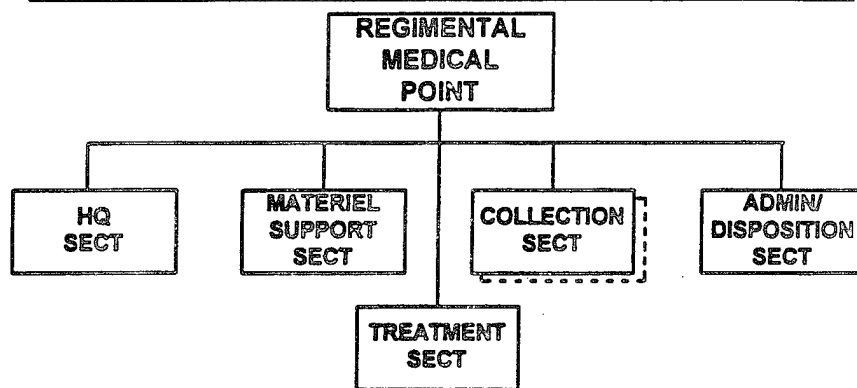 REGIMENTAL
MEDICAL
POINT
HQ
SECT
MATERIEL
SUPPORT
SECT
COLLECTION
SECT
ADMIN/
DISPOSITION
SECT
TREATMENT
SECT